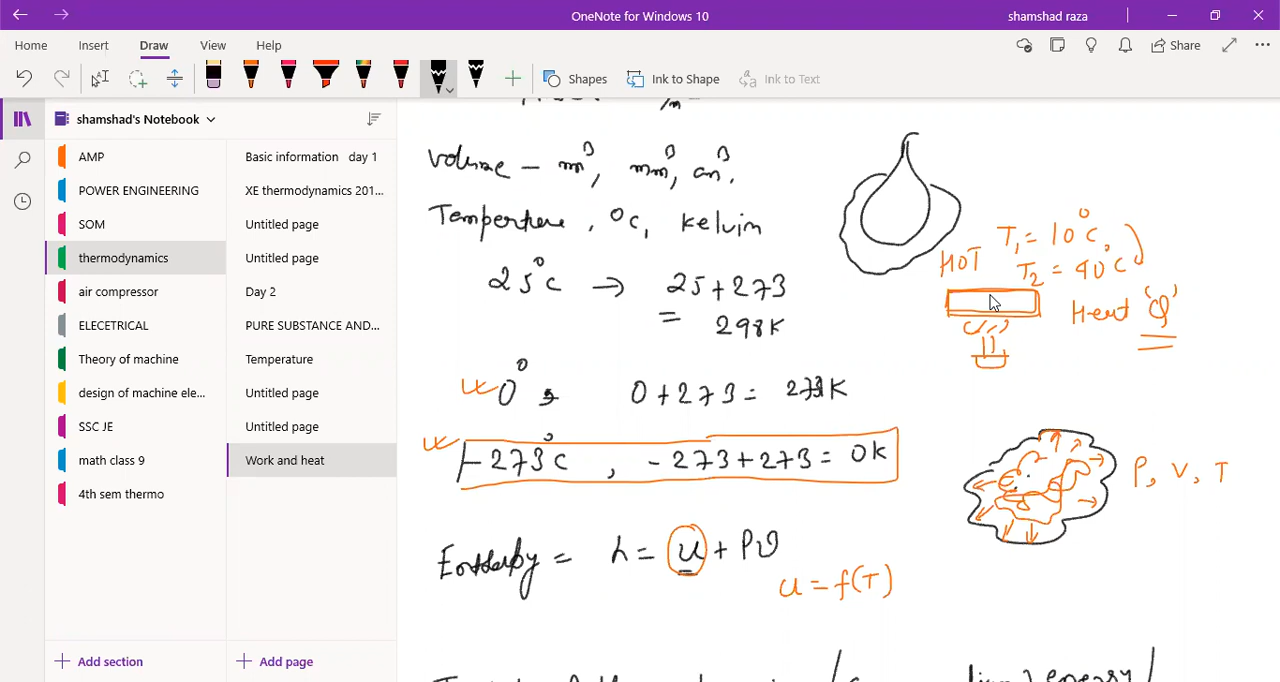 OneNote for Windows 10
shamshad raza
Home Insert Draw View Help
Share
Shapes
Ink to Shape
Ink to Text
shamshad's Notebook
AMP
POWER ENGINEERING
SOM
thermodynamics
air compressor
ELECETRICAL
Theory of machine
design of machine ele...
SSC JE
math class 9
4th sem thermo
Add section
Basic information day 1
XE thermodynamics 201...
Untitled page
Untitled page
Day 2
PURE SUBSTANCE AND...
Temperature
Untitled page
Untitled page
Work and heat
Add page
Volume - m³, mm³, cm³.
Temperture, °C, Kelvin
25°C → 25+273
= 298K
0° , 0+273= 273K
-273°C , -273+273= 0K
Enthalpy = h= u + Pv
u = f(T)
T₁= 10°C,
HOT T₂ = 40°C
Heat 'Q'
P, V, T